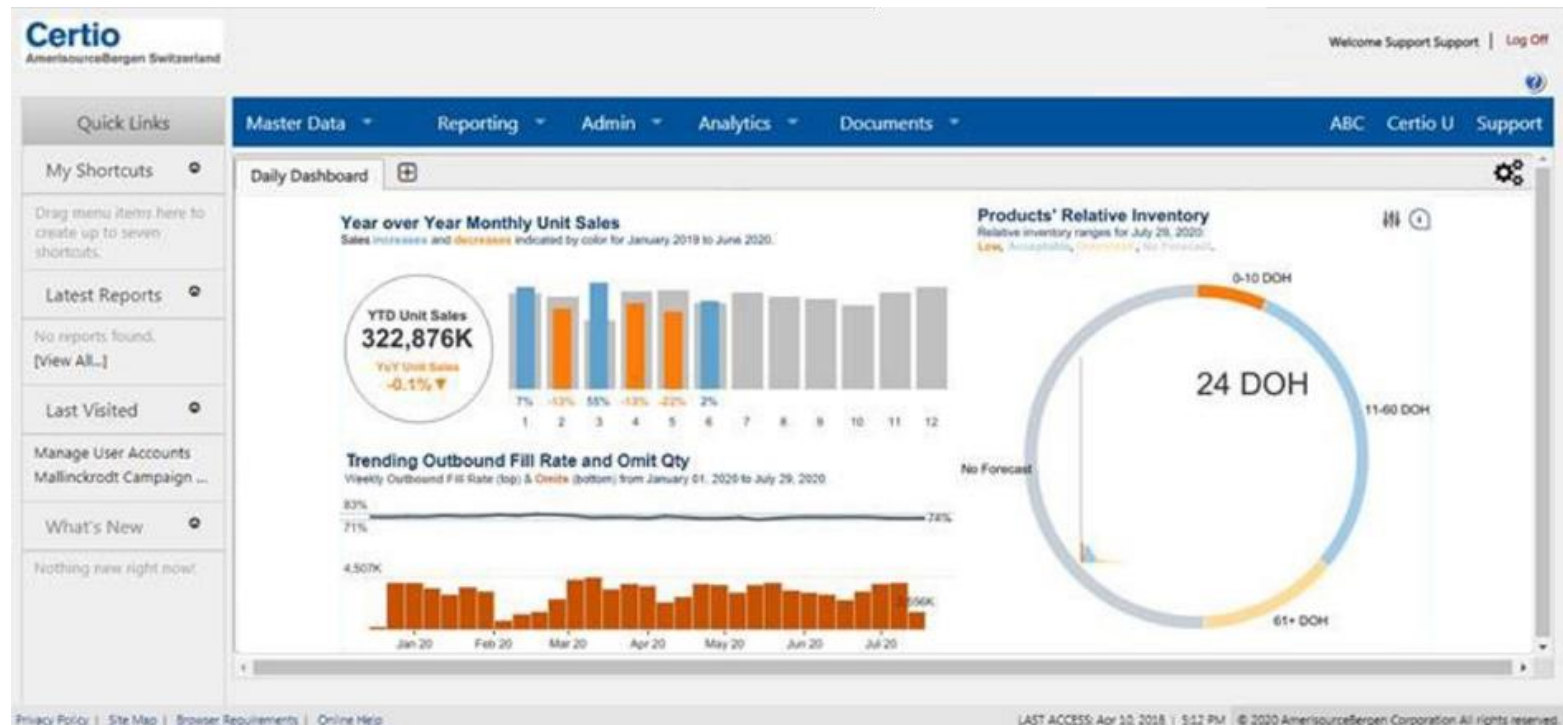 Certio
AmerisourceBergen Switzerland
Welcome Support Support | Log Off
Quick Links
Master Data
Reporting
Admin
Analytics
Documents
ABC
Certio U
Support
My Shortcuts
Drag menu items here to
create up to seven
shortcuts.
Latest Reports
No reports found.
[View All...]
Last Visited
Manage User Accounts
Mallinckrodt Campaign ...
What's New
Nothing new right now!
Daily Dashboard
Year over Year Monthly Unit Sales
Sales increases and decreases indicated by color for January 2019 to June 2020.
YTD Unit Sales
322,876K
YoY Unit Sales
-0.1% ▼
7% -13% 55% -13% -22% 2%
1 2 3 4 5 6 7 8 9 10 11 12
Trending Outbound Fill Rate and Omit Qty
Weekly Outbound Fill Rate (top) & Omits (bottom) from January 01, 2020 to July 29, 2020.
83%
71%
74%
4,507K
Jan 20 Feb 20 Mar 20 Apr 20 May 20 Jun 20 Jul 20
Products' Relative Inventory
Relative inventory ranges for July 29, 2020.
Low, Acceptable, , No Forecast.
0-10 DOH
24 DOH
11-60 DOH
No Forecast
61+ DOH
Privacy Policy | Site Map | Browser Requirements | Online Help
LAST ACCESS: Apr 10, 2018 | 5:12 PM © 2020 AmerisourceBergen Corporation All rights reserved